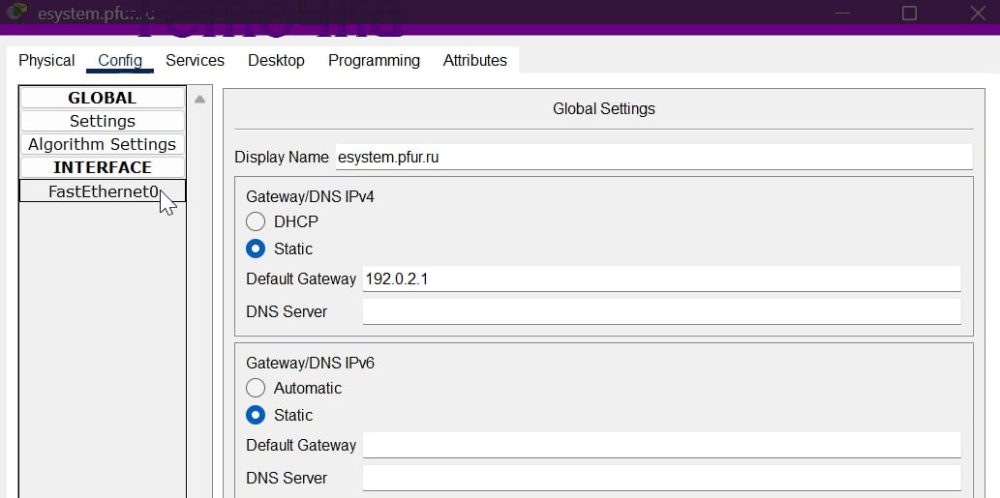 esystem.pfur.ru
Physical Config Services Desktop Programming Attributes
GLOBAL
Settings
Algorithm Settings
INTERFACE
FastEthernet0
Global Settings
Display Name esystem.pfur.ru
Gateway/DNS IPv4
DHCP
Static
Default Gateway 192.0.2.1
DNS Server
Gateway/DNS IPv6
Automatic
Static
Default Gateway
DNS Server